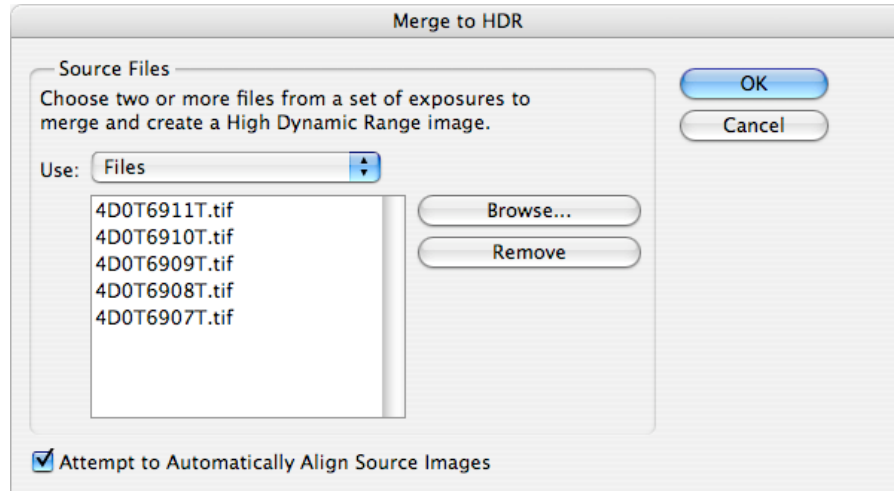 Merge to HDR
Source Files
Choose two or more files from a set of exposures to
merge and create a High Dynamic Range image.
OK
Cancel
Use: Files
4D0T6911T.tif
4D0T6910T.tif
4D0T6909T.tif
4D0T6908T.tif
4D0T6907T.tif
Browse...
Remove
Attempt to Automatically Align Source Images